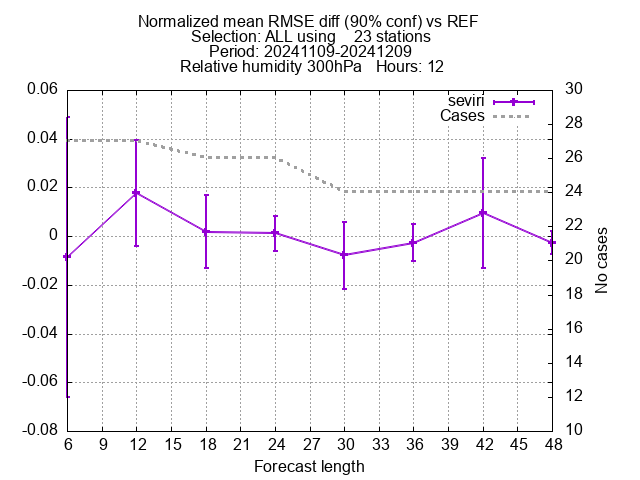 Normalized mean RMSE diff (90% conf) vs REF
Selection: ALL using    23 stations
Period: 20241109-20241209
Relative humidity 300hPa   Hours: 12
seviri
Cases
0.06
0.04
0.02
0
-0.02
-0.04
-0.06
-0.08
30
28
26
24
22
20
18
16
14
12
10
No cases
6 9 12 15 18 21 24 27 30 33 36 39 42 45 48
Forecast length